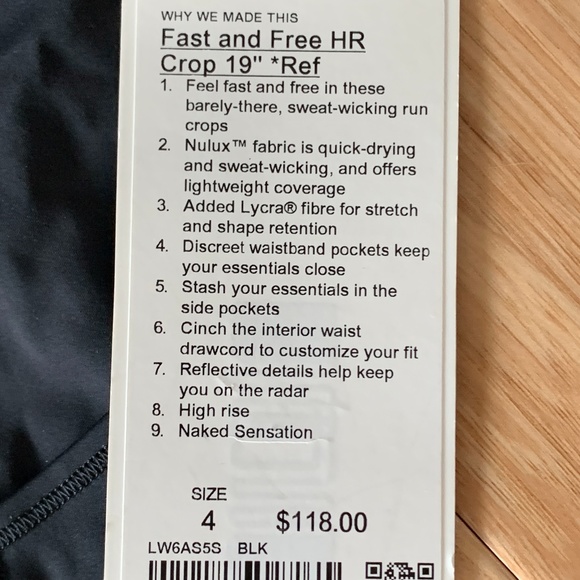 WHY WE MADE THIS
Fast and Free HR
Crop 19" *Ref
1. Feel fast and free in these
barely-there, sweat-wicking run
crops
2. Nulux™ fabric is quick-drying
and sweat-wicking, and offers
lightweight coverage
3. Added Lycra® fibre for stretch
and shape retention
4. Discreet waistband pockets keep
your essentials close
5. Stash your essentials in the
side pockets
6. Cinch the interior waist
drawcord to customize your fit
7. Reflective details help keep
you on the radar
8. High rise
9. Naked Sensation
SIZE
4 $118.00
LW6AS5S BLK